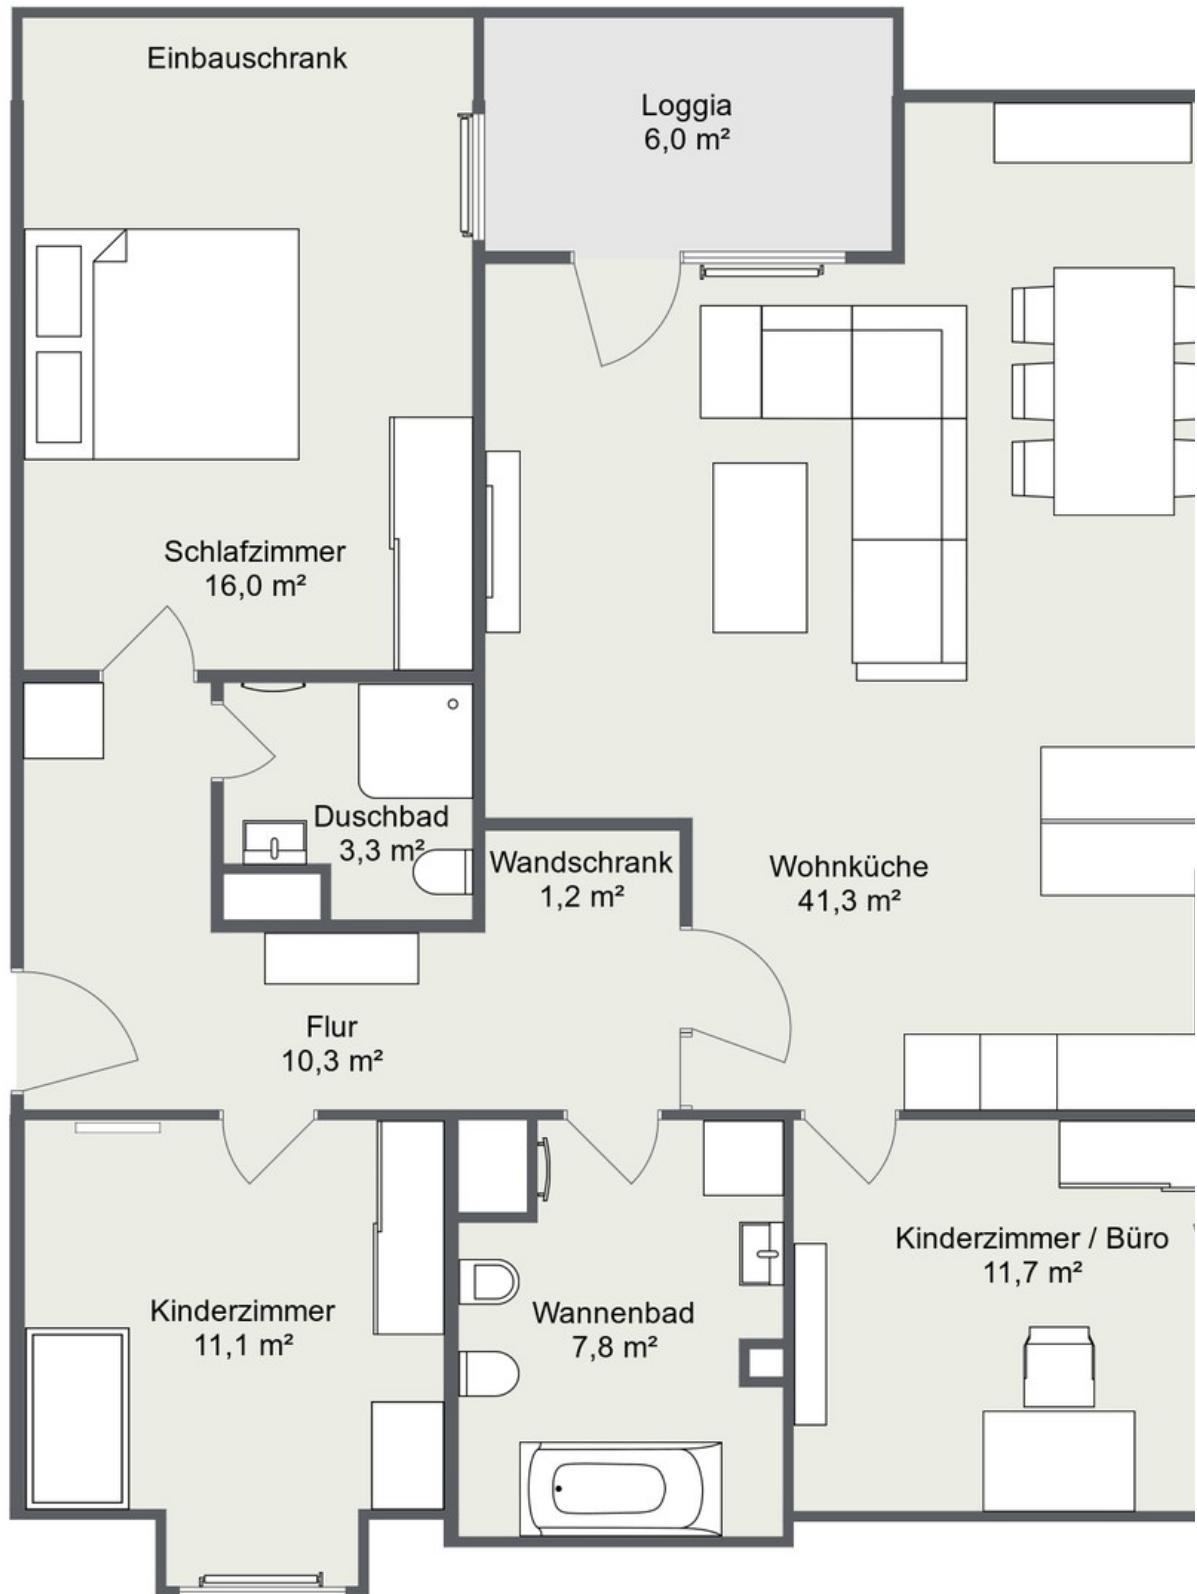 Einbauschrank
Loggia
6,0 m²
Schlafzimmer
16,0 m²
Duschbad
3,3 m²
Wandschrank
1,2 m²
Wohnküche
41,3 m²
Flur
10,3 m²
Kinderzimmer / Büro
11,7 m²
Kinderzimmer
11,1 m²
Wannenbad
7,8 m²